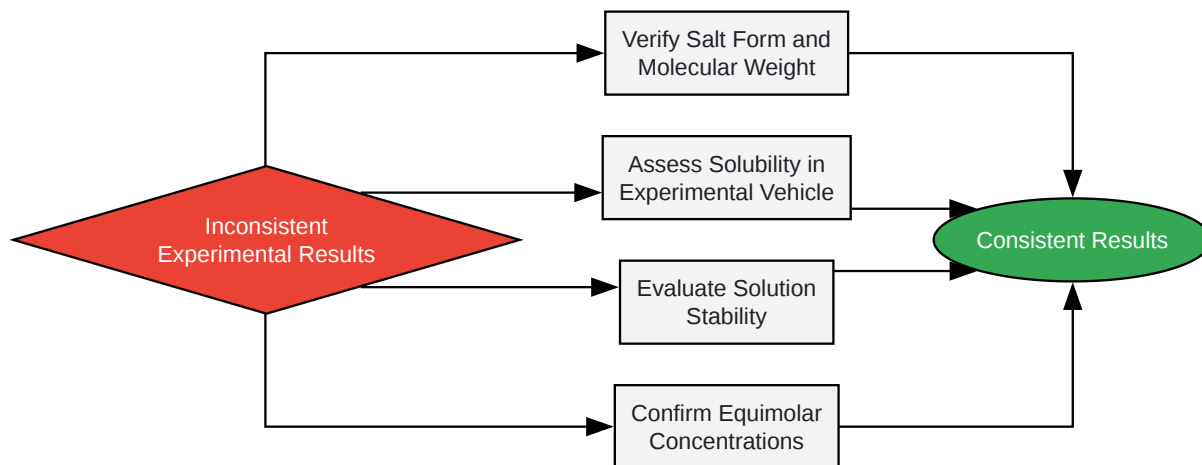 Verify Salt Form and
Molecular Weight
Assess Solubility in
Experimental Vehicle
Inconsistent
Experimental Results
Consistent Results
Evaluate Solution
Stability
Confirm Equimolar
Concentrations